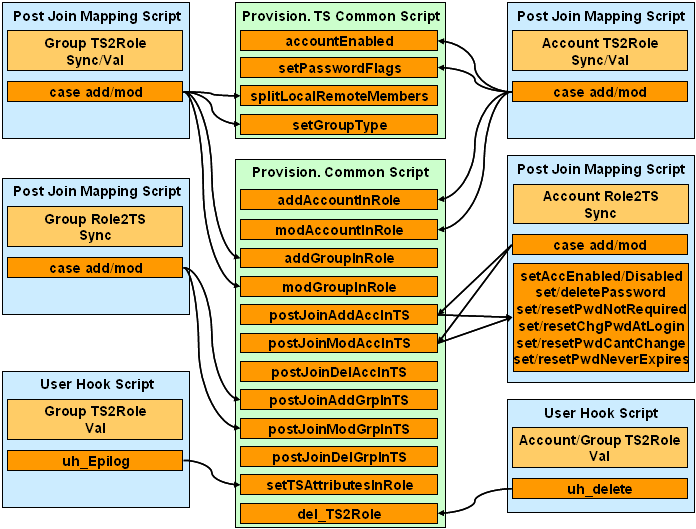 Post Join Mapping Script
Group TS2Role
Sync/Val
case add/mod
Post Join Mapping Script
Group Role2TS
Sync
case add/mod
User Hook Script
Group TS2Role
Val
uh_Epilog
Provision. TS Common Script
accountEnabled
setPasswordFlags
splitLocalRemoteMembers
setGroupType
Provision. Common Script
addAccountInRole
modAccountInRole
addGroupInRole
modGroupInRole
postJoinAddAccInTS
postJoinModAccInTS
postJoinDelAccInTS
postJoinAddGrpInTS
postJoinModGrpInTS
postJoinDelGrpInTS
setTSAttributesInRole
del_TS2Role
Post Join Mapping Script
Account TS2Role
Sync/Val
case add/mod
Post Join Mapping Script
Account Role2TS
Sync
case add/mod
setAccEnabled/Disabled
set/deletePassword
set/resetPwdNotRequired
set/resetChgPwdAtLogin
set/resetPwdCantChange
set/resetPwdNeverExpires
User Hook Script
Account/Group TS2Role
Val
uh_delete